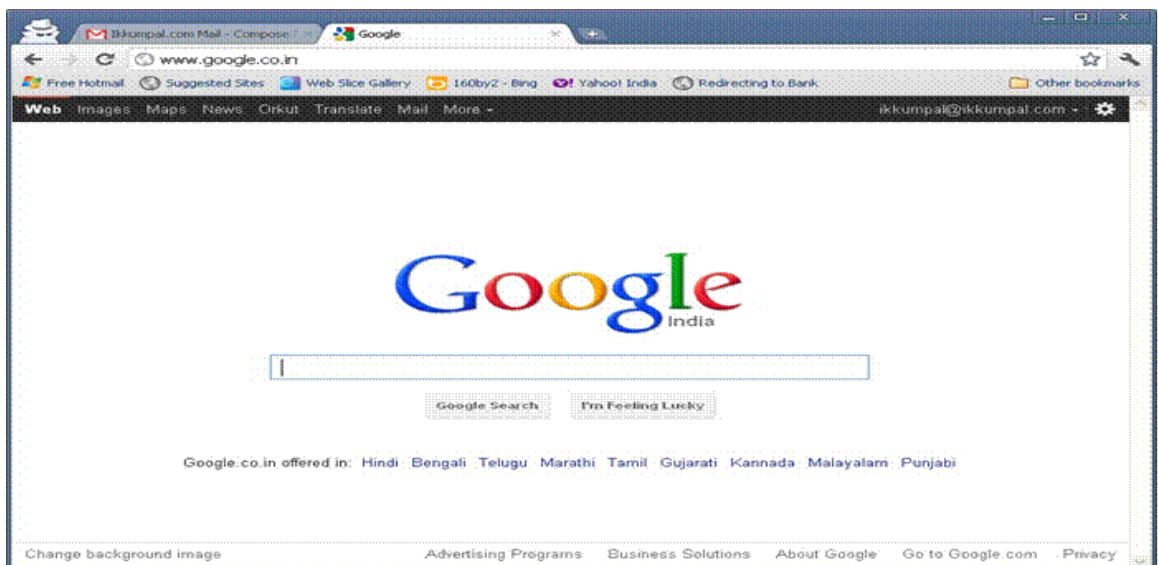 Ikkumpal.com Mail - Compose Google
www.google.co.in
Free Hotmail Suggested Sites Web Slice Gallery 160by2 - Bing Yahoo! India Redirecting to Bank Other bookmarks
Web Images Maps News Orkut Translate Mail More ikkumpal@ikkumpal.com
Google
India
Google Search I'm Feeling Lucky
Google.co.in offered in: Hindi Bengali Telugu Marathi Tamil Gujarati Kannada Malayalam Punjabi
Change background image Advertising Programs Business Solutions About Google Go to Google.com Privacy